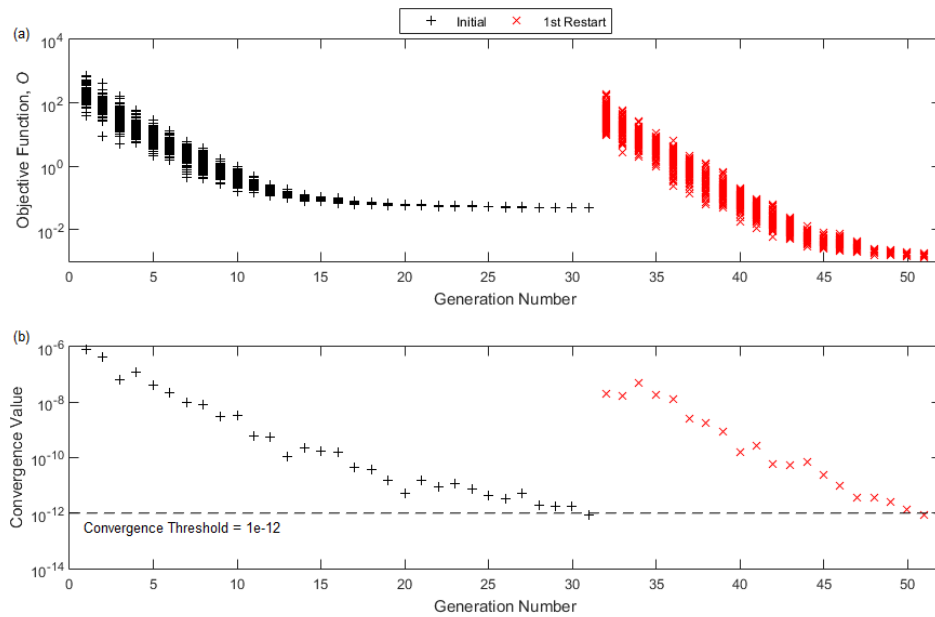 Initial 1st Restart
(a)
10^4
10^2
10^0
10^-2
Objective Function, O
0 5 10 15 20 25 30 35 40 45 50
Generation Number
(b)
10^-6
10^-8
10^-10
10^-12
10^-14
Convergence Value
Convergence Threshold = 1e-12
0 5 10 15 20 25 30 35 40 45 50
Generation Number